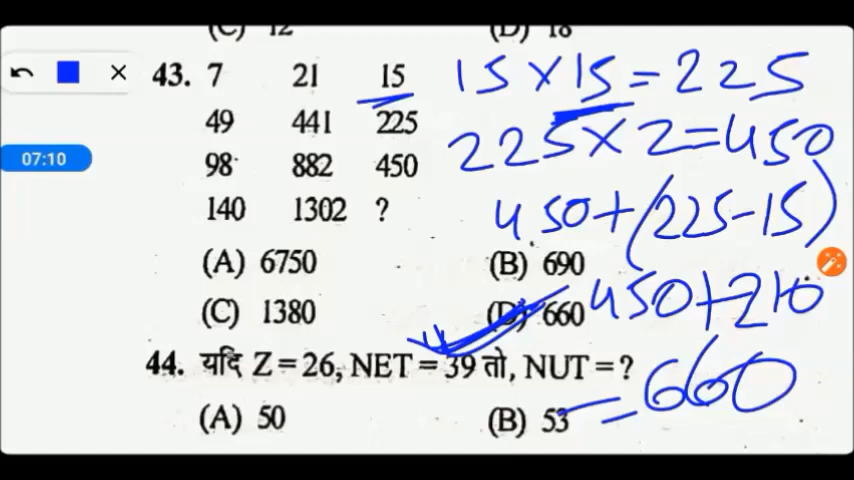 (C) 12 (D) 18
43. 7 21 15 15 × 15 = 225
49 441 225 225 × 2 = 450
07:10 98 882 450
140 1302 ? 450 + (225 - 15)
(A) 6750 (B) 690
(C) 1380 (D) 660 450 + 210
44. यदि Z = 26, NET = 39 तो, NUT = ? = 660
(A) 50 (B) 53